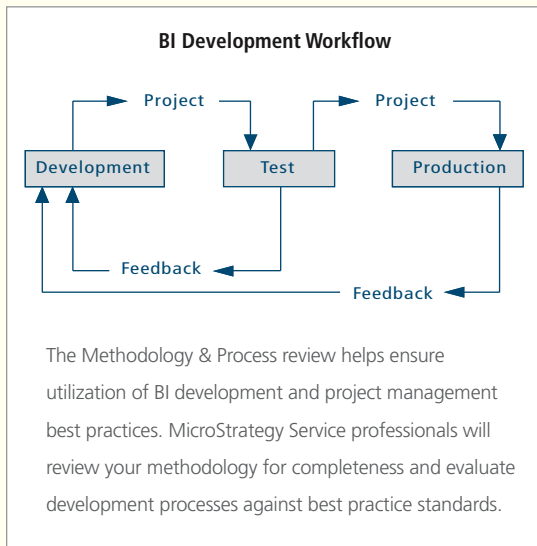 BI Development Workflow
Project Project
Development Test Production
Feedback
Feedback
The Methodology & Process review helps ensure
utilization of BI development and project management
best practices. MicroStrategy Service professionals will
review your methodology for completeness and evaluate
development processes against best practice standards.